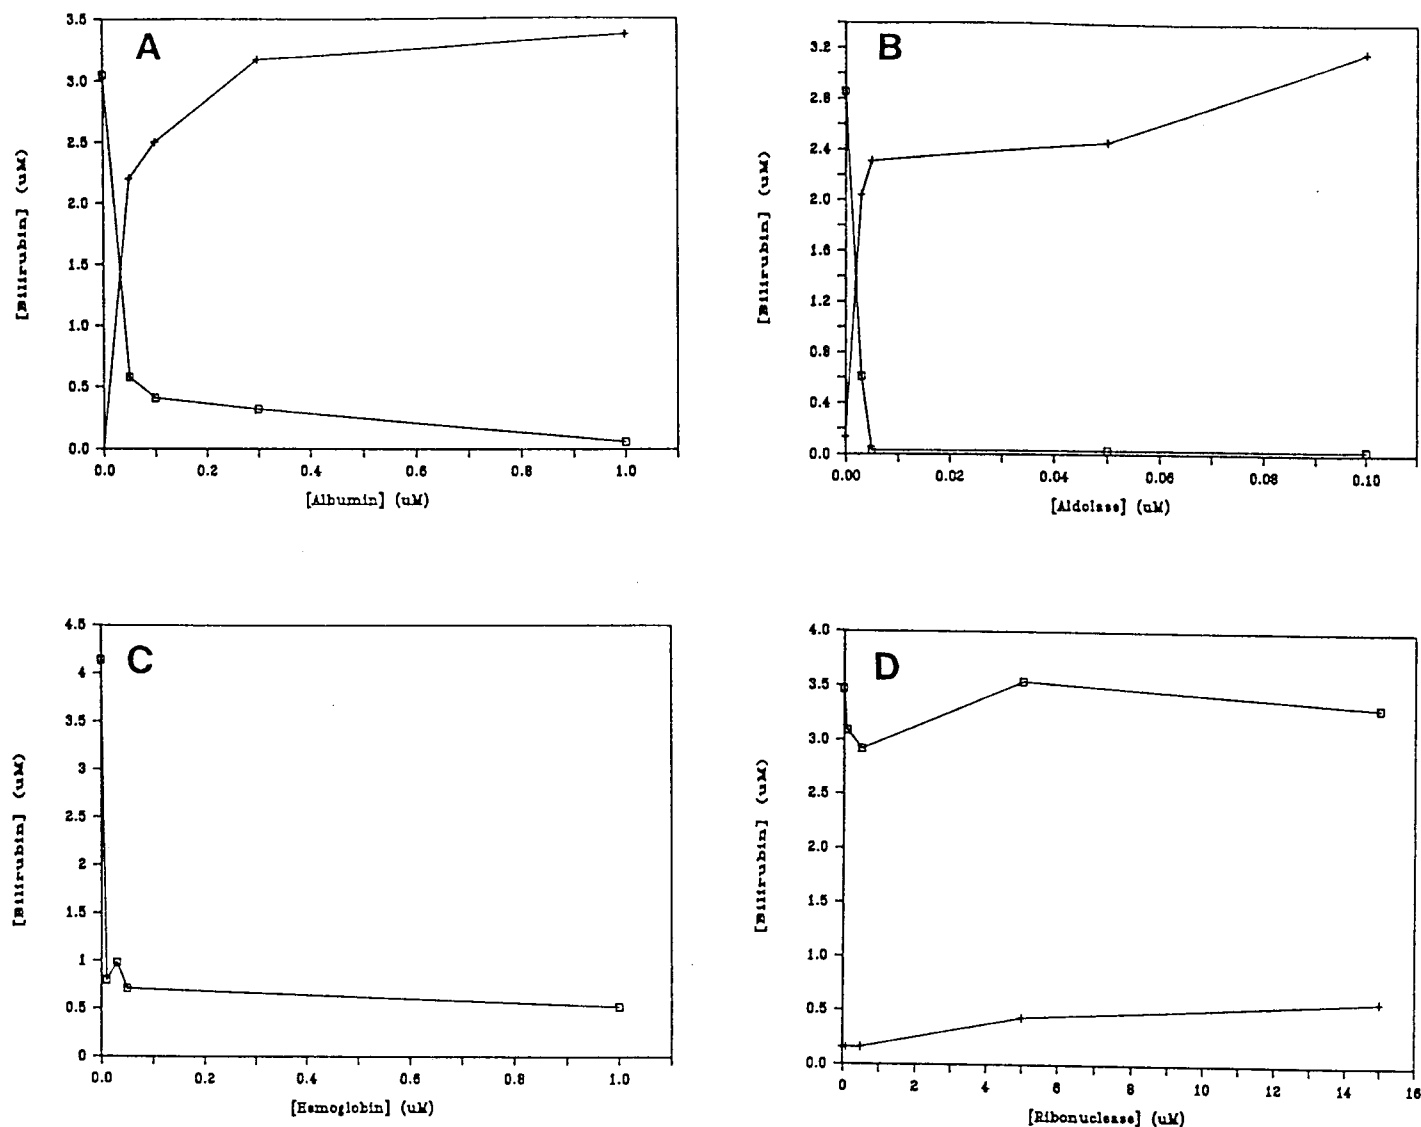 A
[Bilirubin] (uM)
3.5
3.0
2.5
2.0
1.5
1.0
0.5
0.0
0.0 0.2 0.4 0.6 0.8 1.0
[Albumin] (uM)
B
[Bilirubin] (uM)
3.2
2.8
2.4
2.0
1.6
1.2
0.8
0.4
0.0
0.00 0.02 0.04 0.06 0.08 0.10
[Aldolase] (uM)
C
[Bilirubin] (uM)
4.5
4
3.5
3
2.5
2
1.5
1
0.5
0
0.0 0.2 0.4 0.6 0.8 1.0
[Hemoglobin] (uM)
D
[Bilirubin] (uM)
4.0
3.5
3.0
2.5
2.0
1.5
1.0
0.5
0.0
0 2 4 6 8 10 12 14 16
[Ribonuclease] (uM)